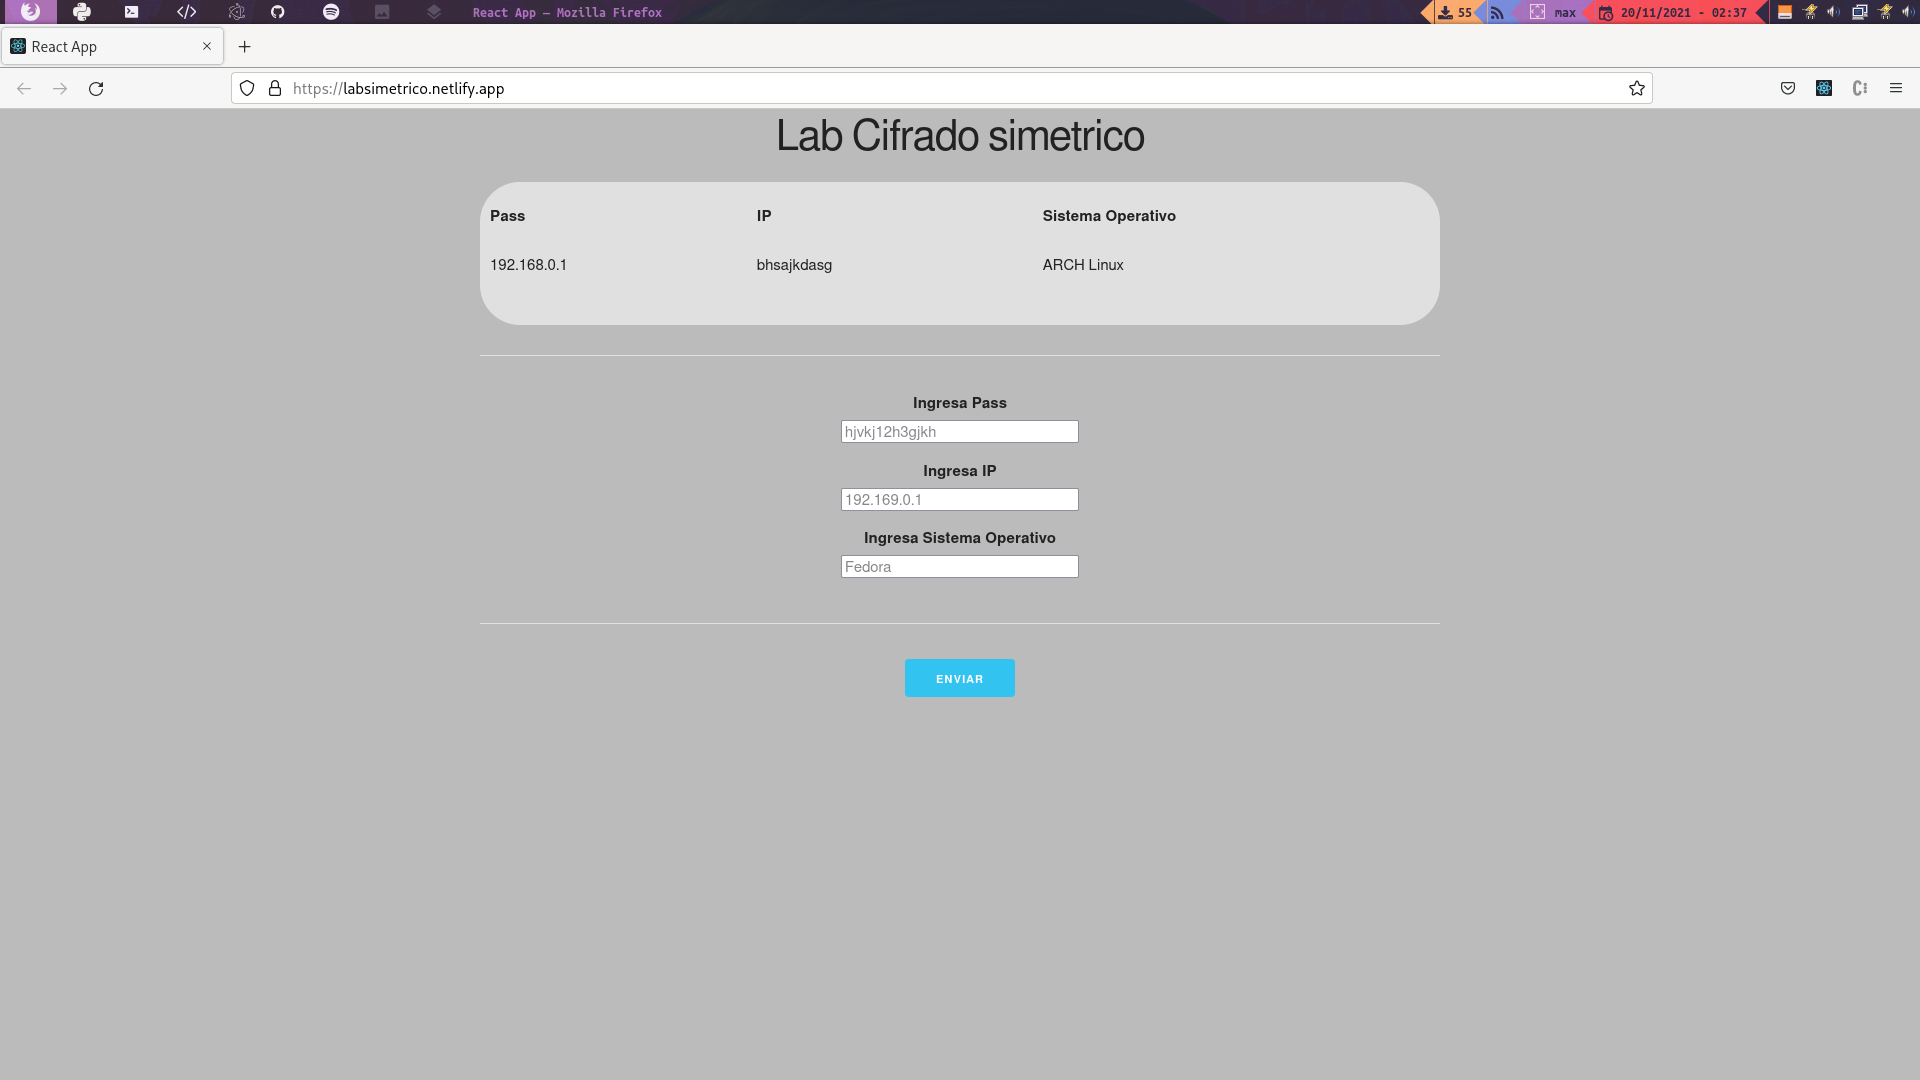 React App — Mozilla Firefox
55
max
20/11/2021 - 02:37
React App
https://labsimetrico.netlify.app
Lab Cifrado simetrico
Pass IP Sistema Operativo
192.168.0.1 bhsajkdasg ARCH Linux
Ingresa Pass
hjvkj12h3gjkh
Ingresa IP
192.169.0.1
Ingresa Sistema Operativo
Fedora
ENVIAR